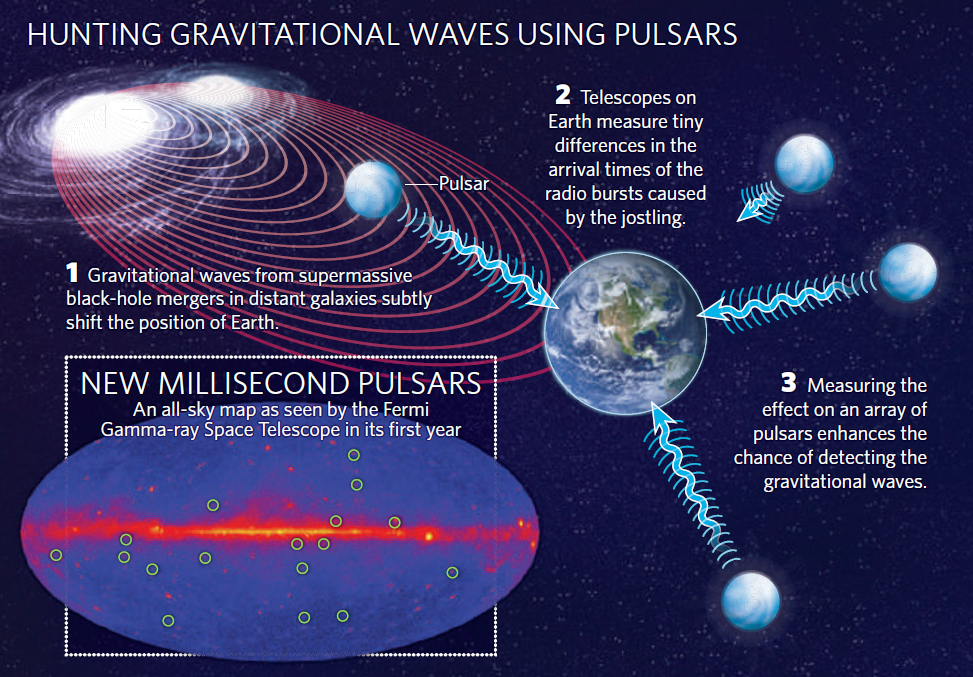 HUNTING GRAVITATIONAL WAVES USING PULSARS
2 Telescopes on
Earth measure tiny
differences in the
arrival times of the
radio bursts caused
by the jostling.
Pulsar
1 Gravitational waves from supermassive
black-hole mergers in distant galaxies subtly
shift the position of Earth.
3 Measuring the
effect on an array of
pulsars enhances the
chance of detecting the
gravitational waves.
NEW MILLISECOND PULSARS
An all-sky map as seen by the Fermi
Gamma-ray Space Telescope in its first year